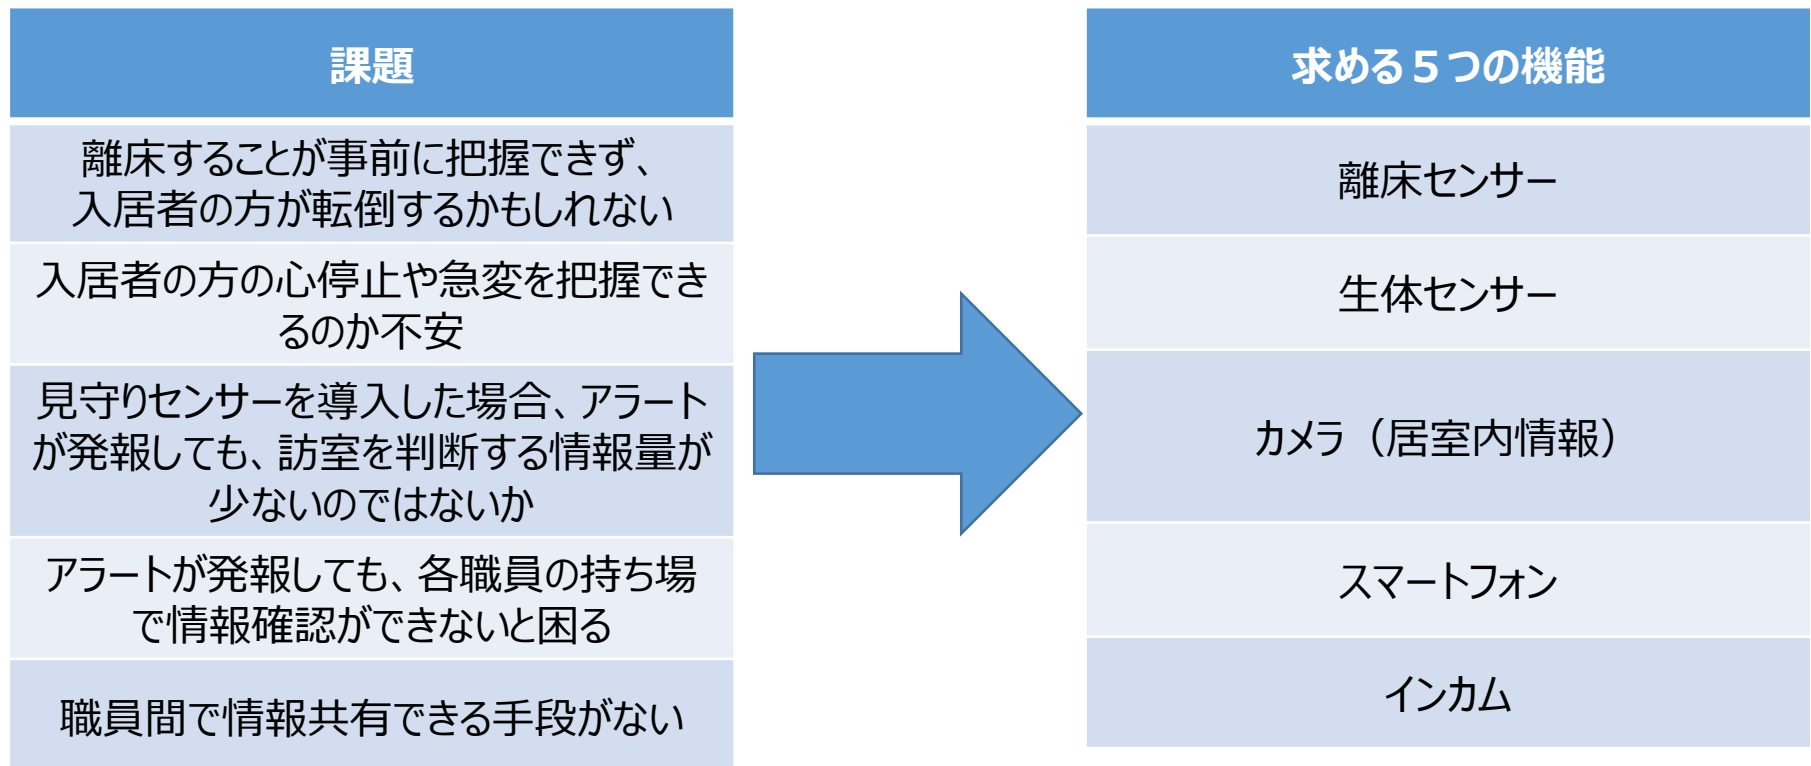 課題
離床することが事前に把握できず、
入居者の方が転倒するかもしれない
入居者の方の心停止や急変を把握でき
るのか不安
見守りセンサーを導入した場合、アラート
が発報しても、訪室を判断する情報量が
少ないのではないか
アラートが発報しても、各職員の持ち場
で情報確認ができないと困る
職員間で情報共有できる手段がない
求める５つの機能
離床センサー
生体センサー
カメラ（居室内情報）
スマートフォン
インカム